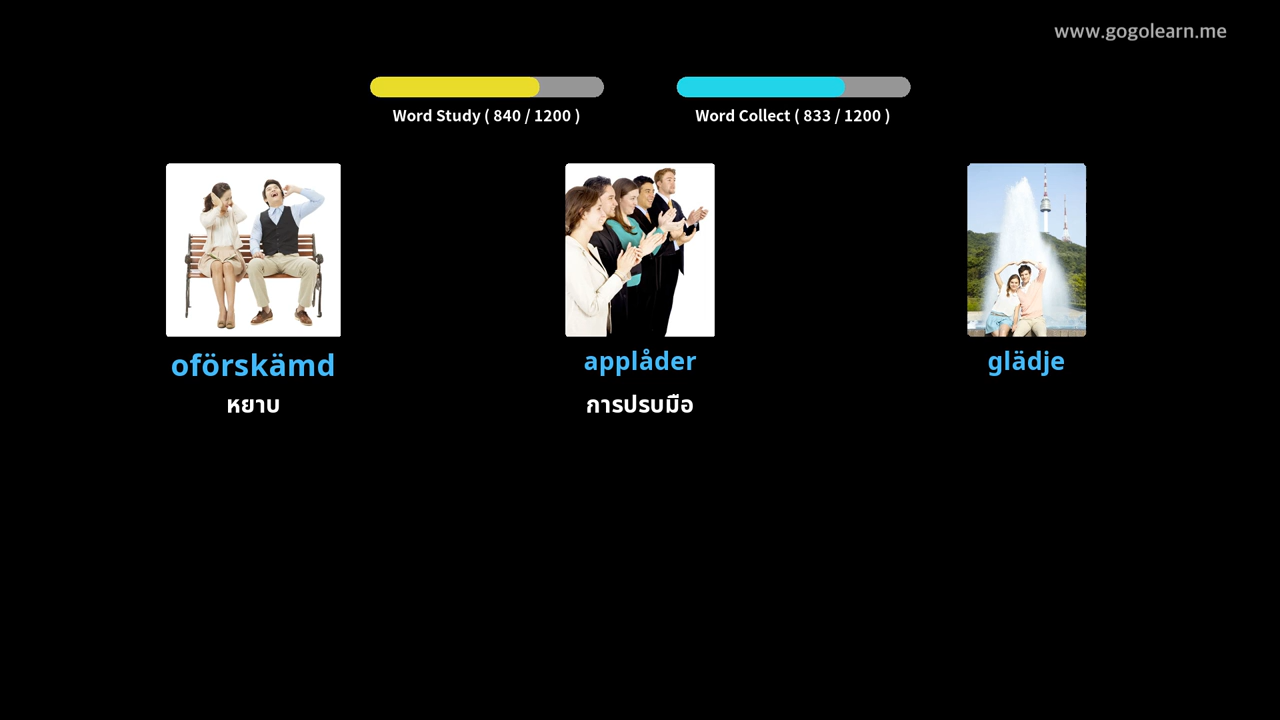 www.gogolearn.me
Word Study ( 840 / 1200 )
Word Collect ( 833 / 1200 )
oförskämd
applåder
glädje
หยาบ
การปรบมือ